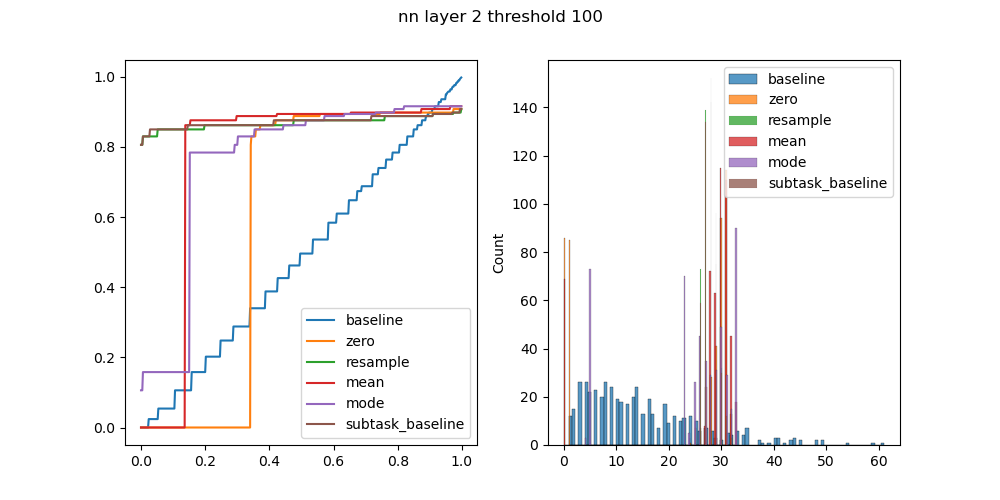 nn layer 2 threshold 100
1.0
0.8
0.6
0.4
0.2
0.0
0.0 0.2 0.4 0.6 0.8 1.0
baseline
zero
resample
mean
mode
subtask_baseline
Count
140
120
100
80
60
40
20
0
0 10 20 30 40 50 60
baseline
zero
resample
mean
mode
subtask_baseline